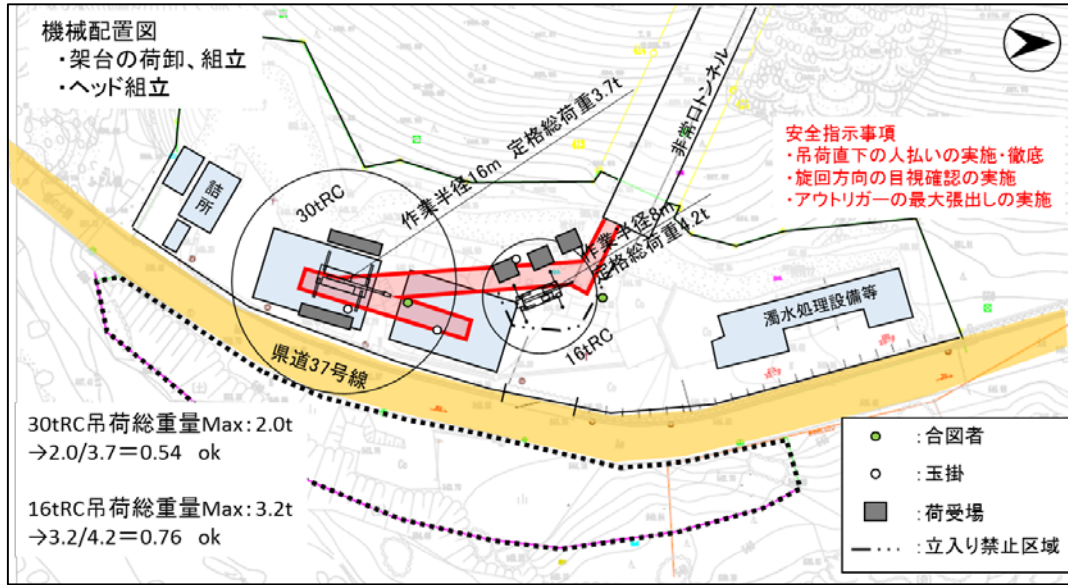 機械配置図
・架台の荷卸、組立
・ヘッド組立
非常口トンネル
定格総荷重3.7t
作業半径16m
安全指示事項
・吊荷直下の人払いの実施・徹底
・旋回方向の目視確認の実施
・アウトリガーの最大張出しの実施
詰所
30tRC
作業半径8m
定格総荷重4.2t
16tRC
濁水処理設備等
県道37号線
30tRC吊荷総重量Max：2.0t
→2.0/3.7＝0.54 ok
16tRC吊荷総重量Max：3.2t
→3.2/4.2＝0.76 ok
：合図者
：玉掛
：荷受場
：立入り禁止区域